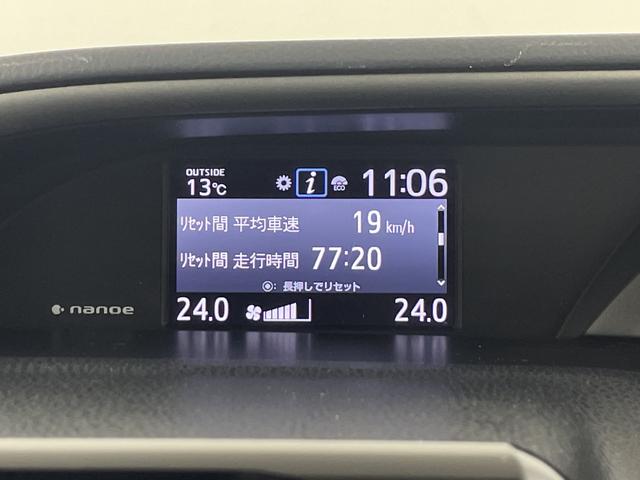 OUTSIDE
13℃
i
ECO
11:06
リセット間 平均車速 19 km/h
リセット間 走行時間 77:20
◉: 長押しでリセット
24.0
24.0
nanoe